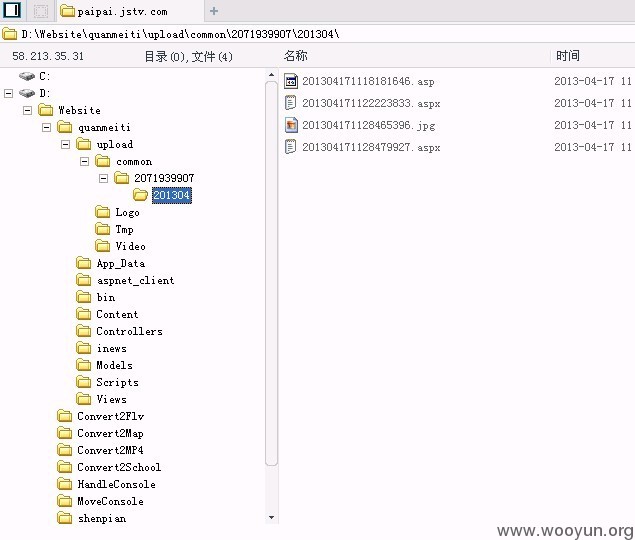 paipai.jstv.com
D:\Website\quanmeiti\upload\common\2071939907\201304\
58.213.35.31 目录(0),文件(4) 名称 时间
C:
D:
Website
quanmeiti
upload
common
2071939907
201304
Logo
Tmp
Video
App_Data
aspnet_client
bin
Content
Controllers
inews
Models
Scripts
Views
Convert2Flv
Convert2Map
Convert2MP4
Convert2School
HandleConsole
MoveConsole
shenpian
201304171118181646.asp 2013-04-17 11
201304171122223833.aspx 2013-04-17 11
201304171128465396.jpg 2013-04-17 11
201304171128479927.aspx 2013-04-17 11
www.wooyun.org